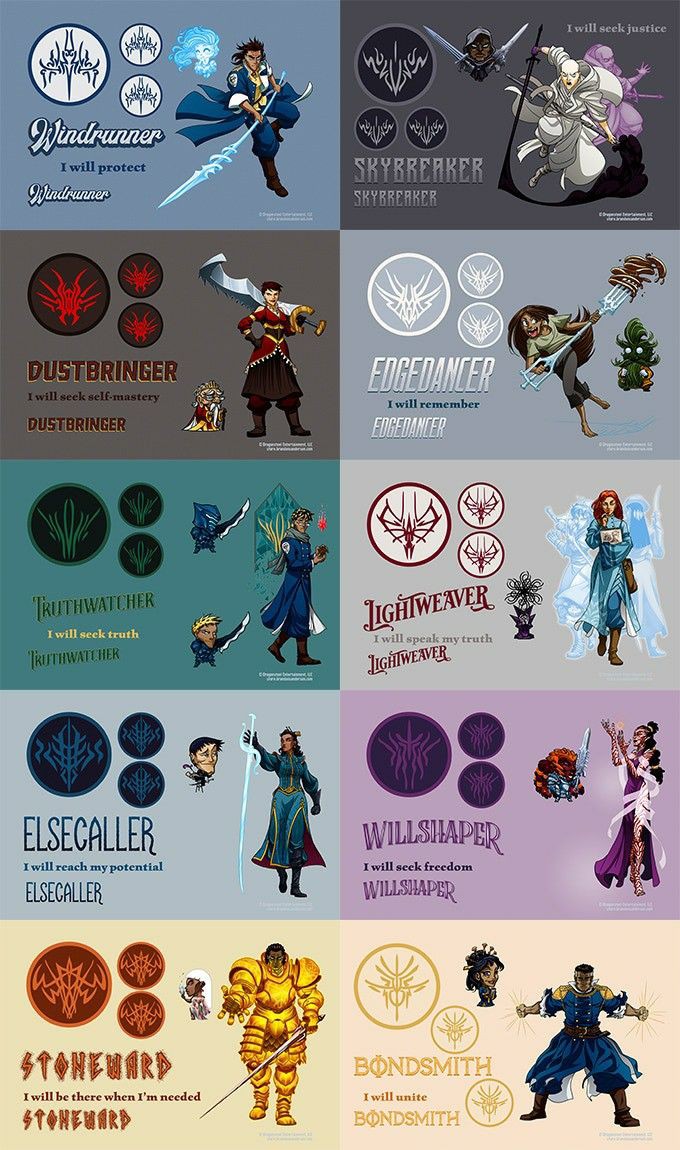 Windrunner
I will protect
Windrunner
© Dragonsteel Entertainment, LLC
store.brandonsanderson.com
I will seek justice
SKYBREAKER
SKYBREAKER
© Dragonsteel Entertainment, LLC
store.brandonsanderson.com
DUSTBRINGER
I will seek self-mastery
DUSTBRINGER
© Dragonsteel Entertainment, LLC
store.brandonsanderson.com
EDGEDANCER
I will remember
EDGEDANCER
© Dragonsteel Entertainment, LLC
store.brandonsanderson.com
TRUTHWATCHER
I will seek truth
TRUTHWATCHER
© Dragonsteel Entertainment, LLC
store.brandonsanderson.com
LIGHTWEAVER
I will speak my truth
LIGHTWEAVER
© Dragonsteel Entertainment, LLC
store.brandonsanderson.com
ELSECALLER
I will reach my potential
ELSECALLER
© Dragonsteel Entertainment, LLC
store.brandonsanderson.com
WILLSHAPER
I will seek freedom
WILLSHAPER
© Dragonsteel Entertainment, LLC
store.brandonsanderson.com
STONEWARD
I will be there when I'm needed
STONEWARD
© Dragonsteel Entertainment, LLC
store.brandonsanderson.com
BONDSMITH
I will unite
BONDSMITH
© Dragonsteel Entertainment, LLC
store.brandonsanderson.com